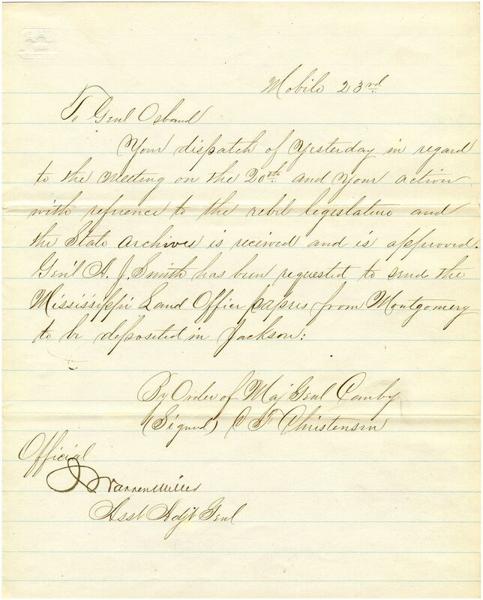 Mobile 23rd
To Genl Osband
Your dispatch of Yesterday in regard
to the meeting on the 20th and your action
with refrence to the rebil legislature and
the State Archives is received and is approved.
Gen'l A. J. Smith has been requested to send the
Mississippi Land Office papers from Montgomery
to be deposited in Jackson:
By Order of Maj Genl Canby
(Signed) C T Christensen
Official
J Warren Miller
Asst Adjt Genl